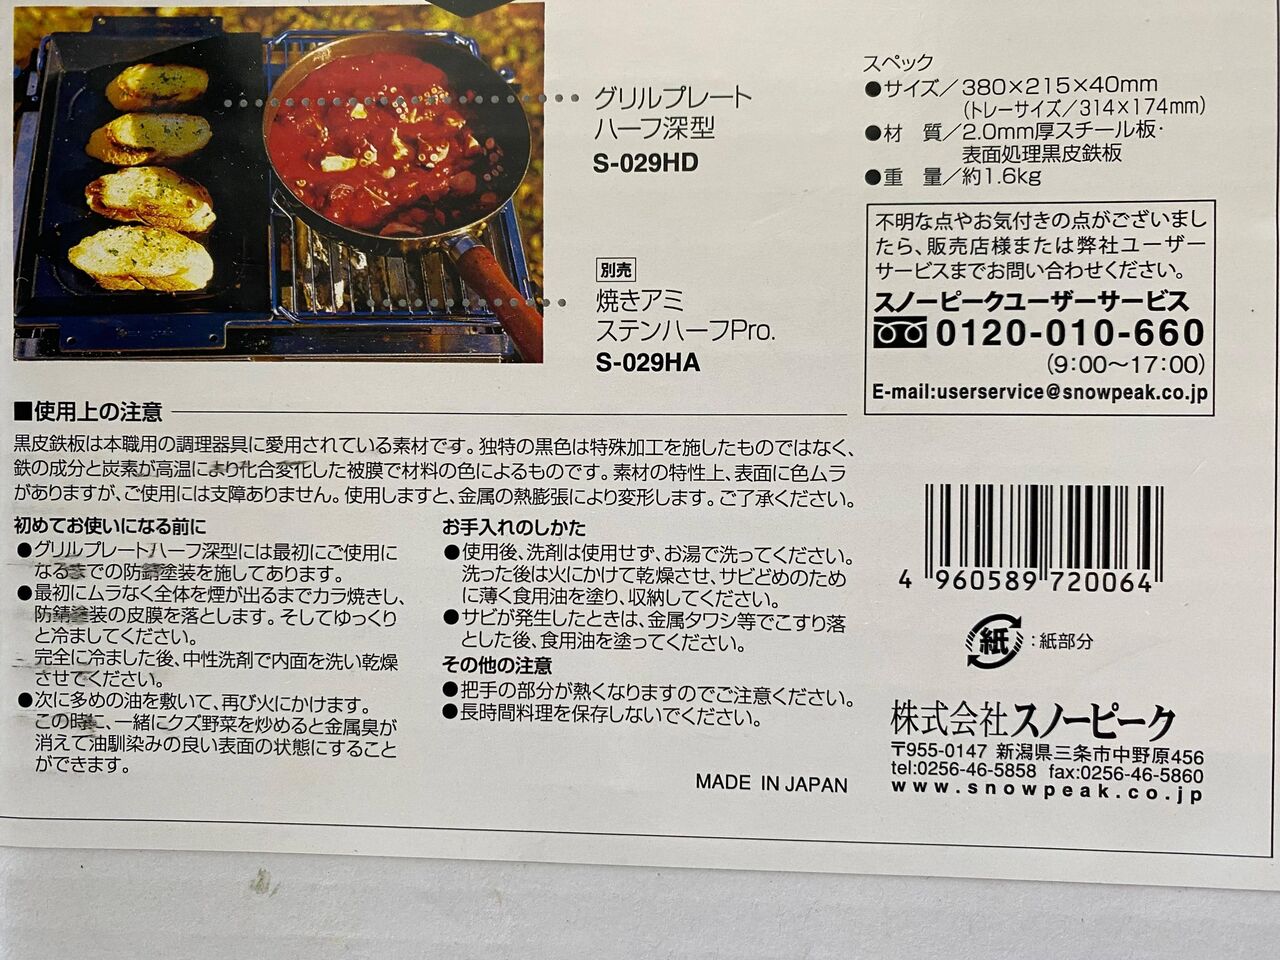 グリルプレート
ハーフ深型
S-029HD
別売
焼きアミ
ステンハーフPro.
S-029HA
スペック
●サイズ／380×215×40mm
（トレーサイズ／314×174mm）
●材　質／2.0mm厚スチール板・
表面処理黒皮鉄板
●重　量／約1.6kg
不明な点やお気付きの点がございまし
たら、販売店様または弊社ユーザー
サービスまでお問い合わせください。
スノーピークユーザーサービス
0120-010-660
（9:00〜17:00）
E-mail:userservice@snowpeak.co.jp
■使用上の注意
黒皮鉄板は本職用の調理器具に愛用されている素材です。独特の黒色は特殊加工を施したものではなく、
鉄の成分と炭素が高温により化合変化した被膜で材料の色によるものです。素材の特性上、表面に色ムラ
がありますが、ご使用には支障ありません。使用しますと、金属の熱膨張により変形します。ご了承ください。
初めてお使いになる前に
●グリルプレートハーフ深型には最初にご使用に
なるまでの防錆塗装を施してあります。
●最初にムラなく全体を煙が出るまでカラ焼きし、
防錆塗装の皮膜を落とします。そしてゆっくり
と冷ましてください。
完全に冷ました後、中性洗剤で内面を洗い乾燥
させてください。
●次に多めの油を敷いて、再び火にかけます。
この時に、一緒にクズ野菜を炒めると金属臭が
消えて油馴染みの良い表面の状態にすること
ができます。
お手入れのしかた
●使用後、洗剤は使用せず、お湯で洗ってください。
洗った後は火にかけて乾燥させ、サビどめのため
に薄く食用油を塗り、収納してください。
●サビが発生したときは、金属タワシ等でこすり落
とした後、食用油を塗ってください。
その他の注意
●把手の部分が熱くなりますのでご注意ください。
●長時間料理を保存しないでください。
MADE IN JAPAN
4 960589 720064
紙：紙部分
株式会社スノーピーク
〒955-0147 新潟県三条市中野原456
tel:0256-46-5858 fax:0256-46-5860
www.snowpeak.co.jp